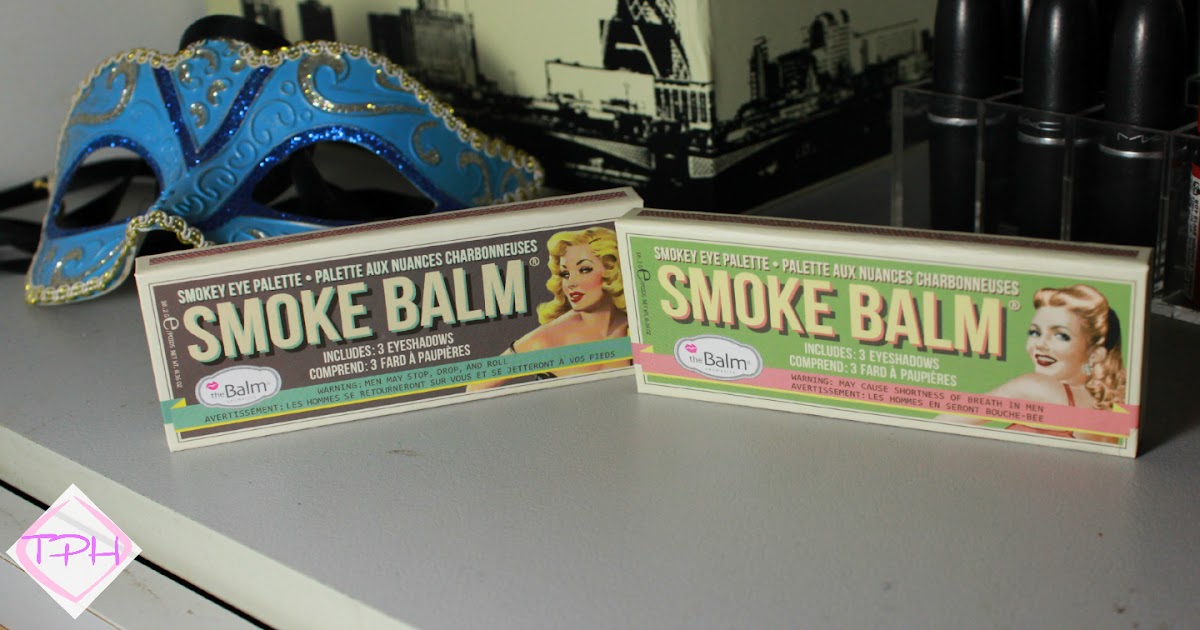 SMOKEY EYE PALETTE • PALETTE AUX NUANCES CHARBONNEUSES
SMOKE BALM®
INCLUDES: 3 EYESHADOWS
COMPREND: 3 FARD À PAUPIÈRES
theBalm®
WARNING: MEN MAY STOP, DROP, AND ROLL
AVERTISSEMENT: LES HOMMES SE RETOURNERONT SUR VOUS ET SE JETTERONT À VOS PIEDS
SMOKEY EYE PALETTE • PALETTE AUX NUANCES CHARBONNEUSES
SMOKE BALM®
INCLUDES: 3 EYESHADOWS
COMPREND: 3 FARD À PAUPIÈRES
theBalm®
WARNING: MAY CAUSE SHORTNESS OF BREATH IN MEN
AVERTISSEMENT: LES HOMMES EN SERONT BOUCHE-BÉE
MAC
TPH